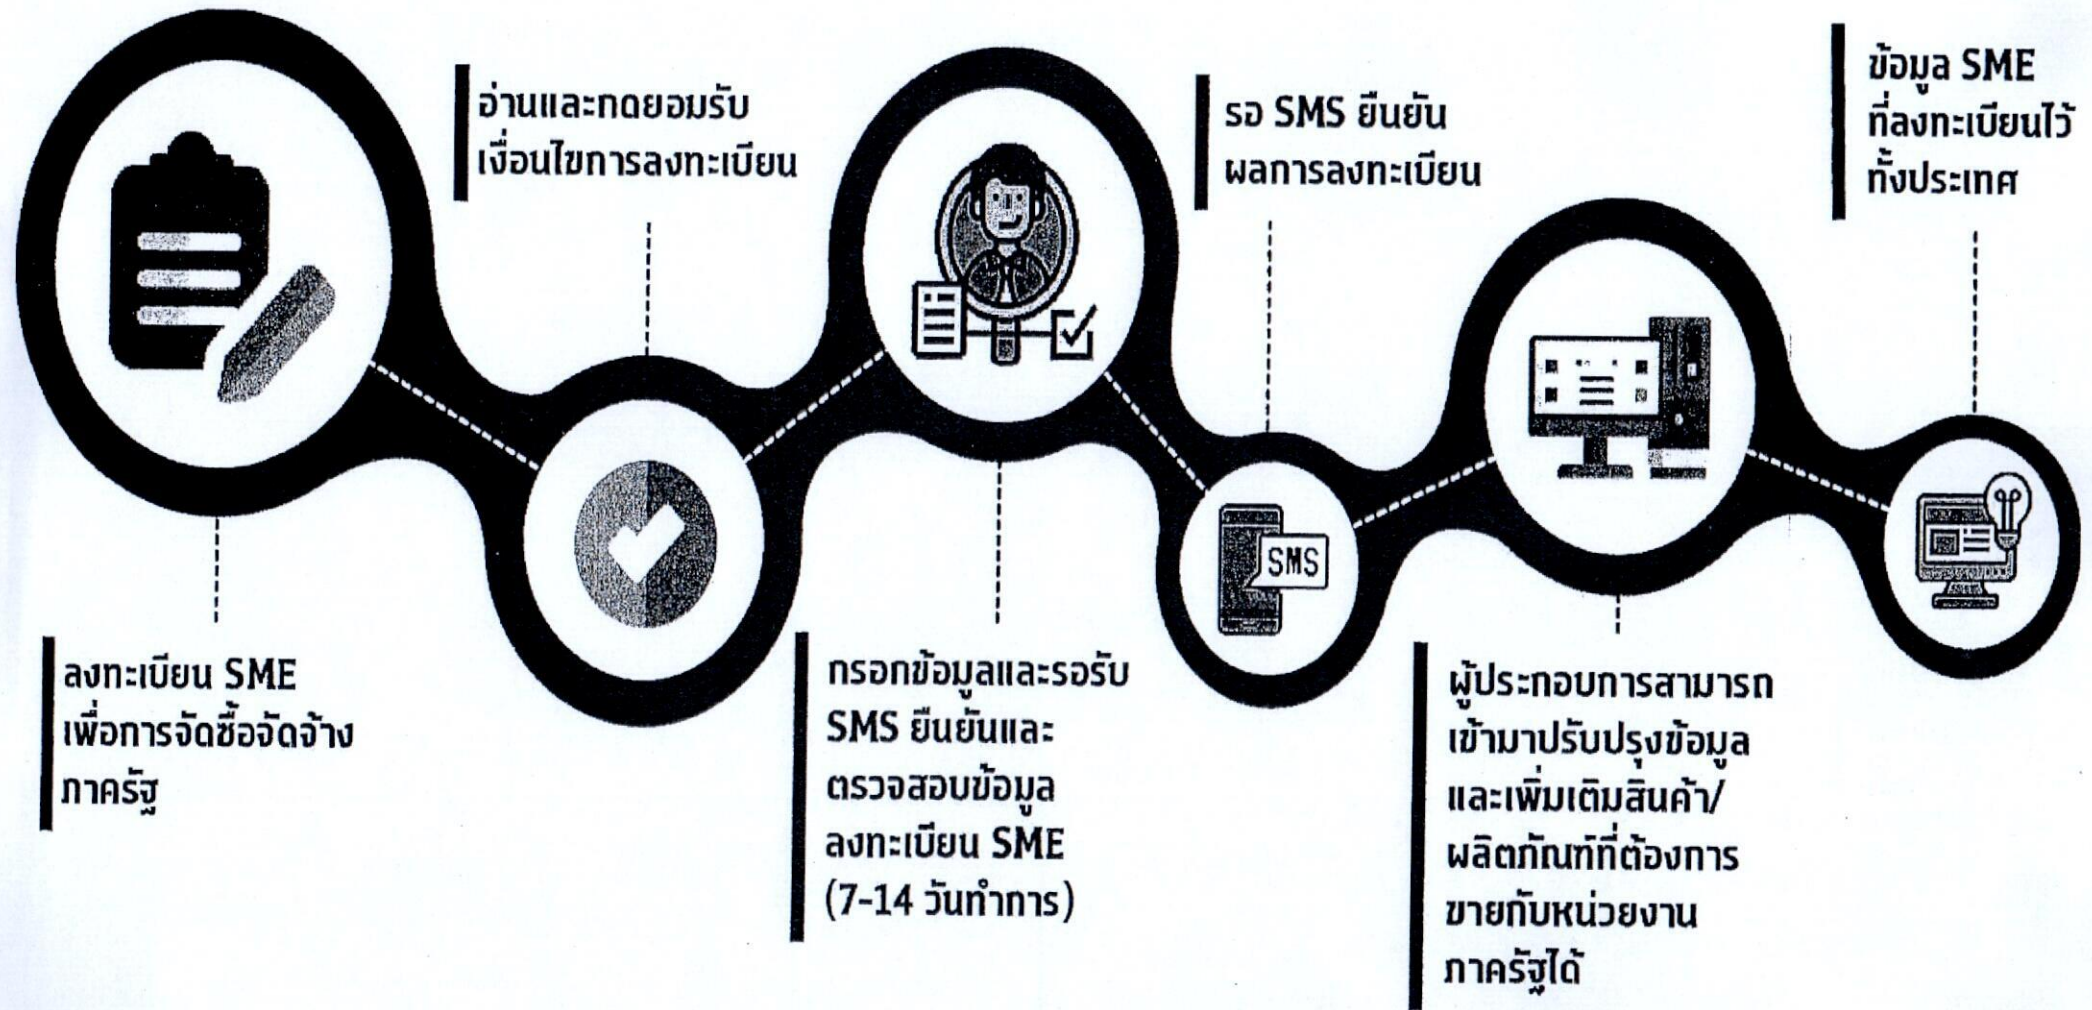 ลงทะเบียน SME
เพื่อการจัดซื้อจัดจ้าง
ภาครัฐ
อ่านและกดยอมรับ
เงื่อนไขการลงทะเบียน
กรอกข้อมูลและรอรับ
SMS ยืนยันและ
ตรวจสอบข้อมูล
ลงทะเบียน SME
(7-14 วันทำการ)
รอ SMS ยืนยัน
ผลการลงทะเบียน
SMS
ผู้ประกอบการสามารถ
เข้ามาปรับปรุงข้อมูล
และเพิ่มเติมสินค้า/
ผลิตภัณฑ์ที่ต้องการ
ขายกับหน่วยงาน
ภาครัฐได้
ข้อมูล SME
ที่ลงทะเบียนไว้
ทั้งประเทศ